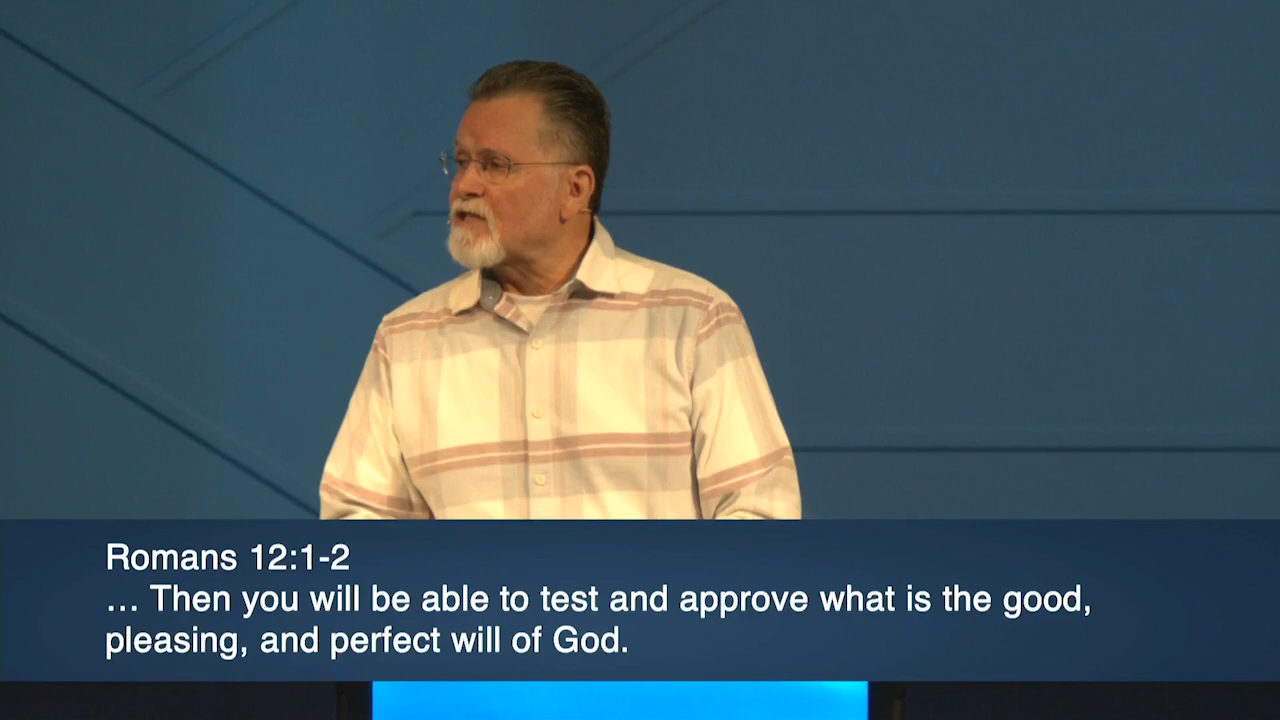 Romans 12:1-2
… Then you will be able to test and approve what is the good,
pleasing, and perfect will of God.